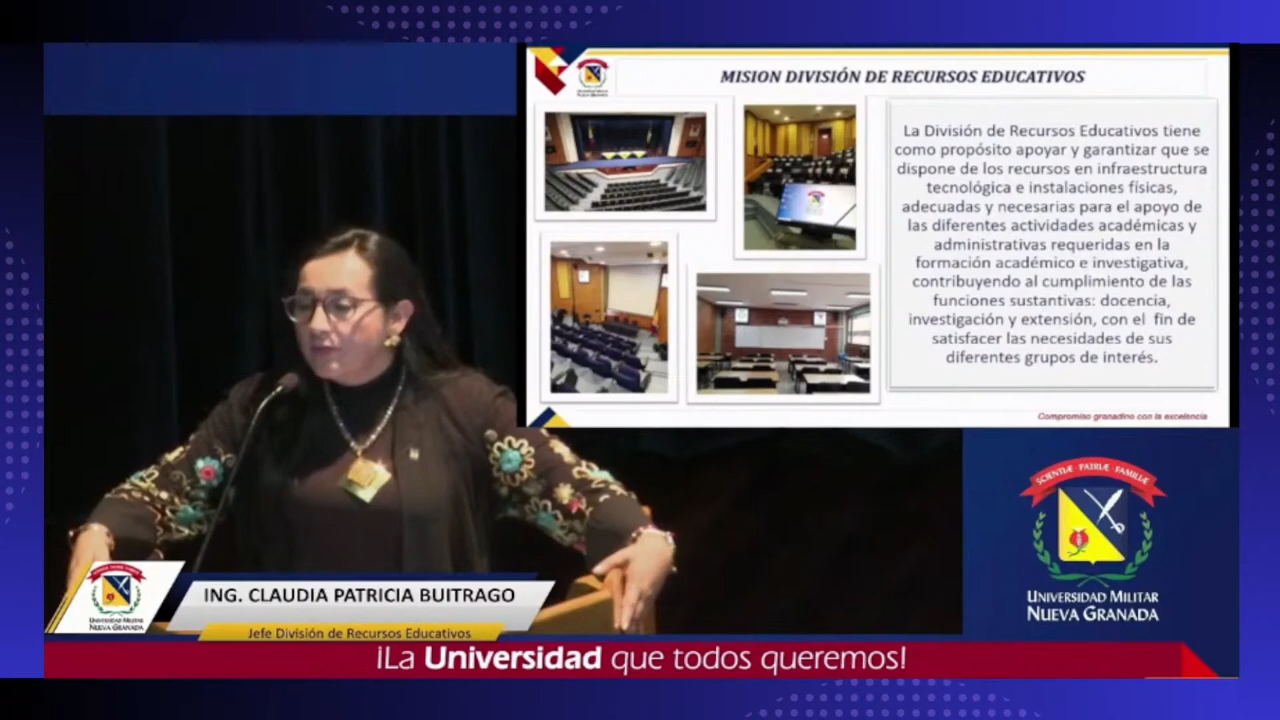 MISION DIVISIÓN DE RECURSOS EDUCATIVOS
La División de Recursos Educativos tiene
como propósito apoyar y garantizar que se
dispone de los recursos en infraestructura
tecnológica e instalaciones físicas,
adecuadas y necesarias para el apoyo de
las diferentes actividades académicas y
administrativas requeridas en la
formación académico e investigativa,
contribuyendo al cumplimiento de las
funciones sustantivas: docencia,
investigación y extensión, con el fin de
satisfacer las necesidades de sus
diferentes grupos de interés.
Compromiso granadino con la excelencia
SCIENTIÆ · PATRIÆ · FAMILIÆ
UNIVERSIDAD MILITAR
NUEVA GRANADA
UNIVERSIDAD MILITAR
NUEVA GRANADA
ING. CLAUDIA PATRICIA BUITRAGO
Jefe División de Recursos Educativos
¡La Universidad que todos queremos!